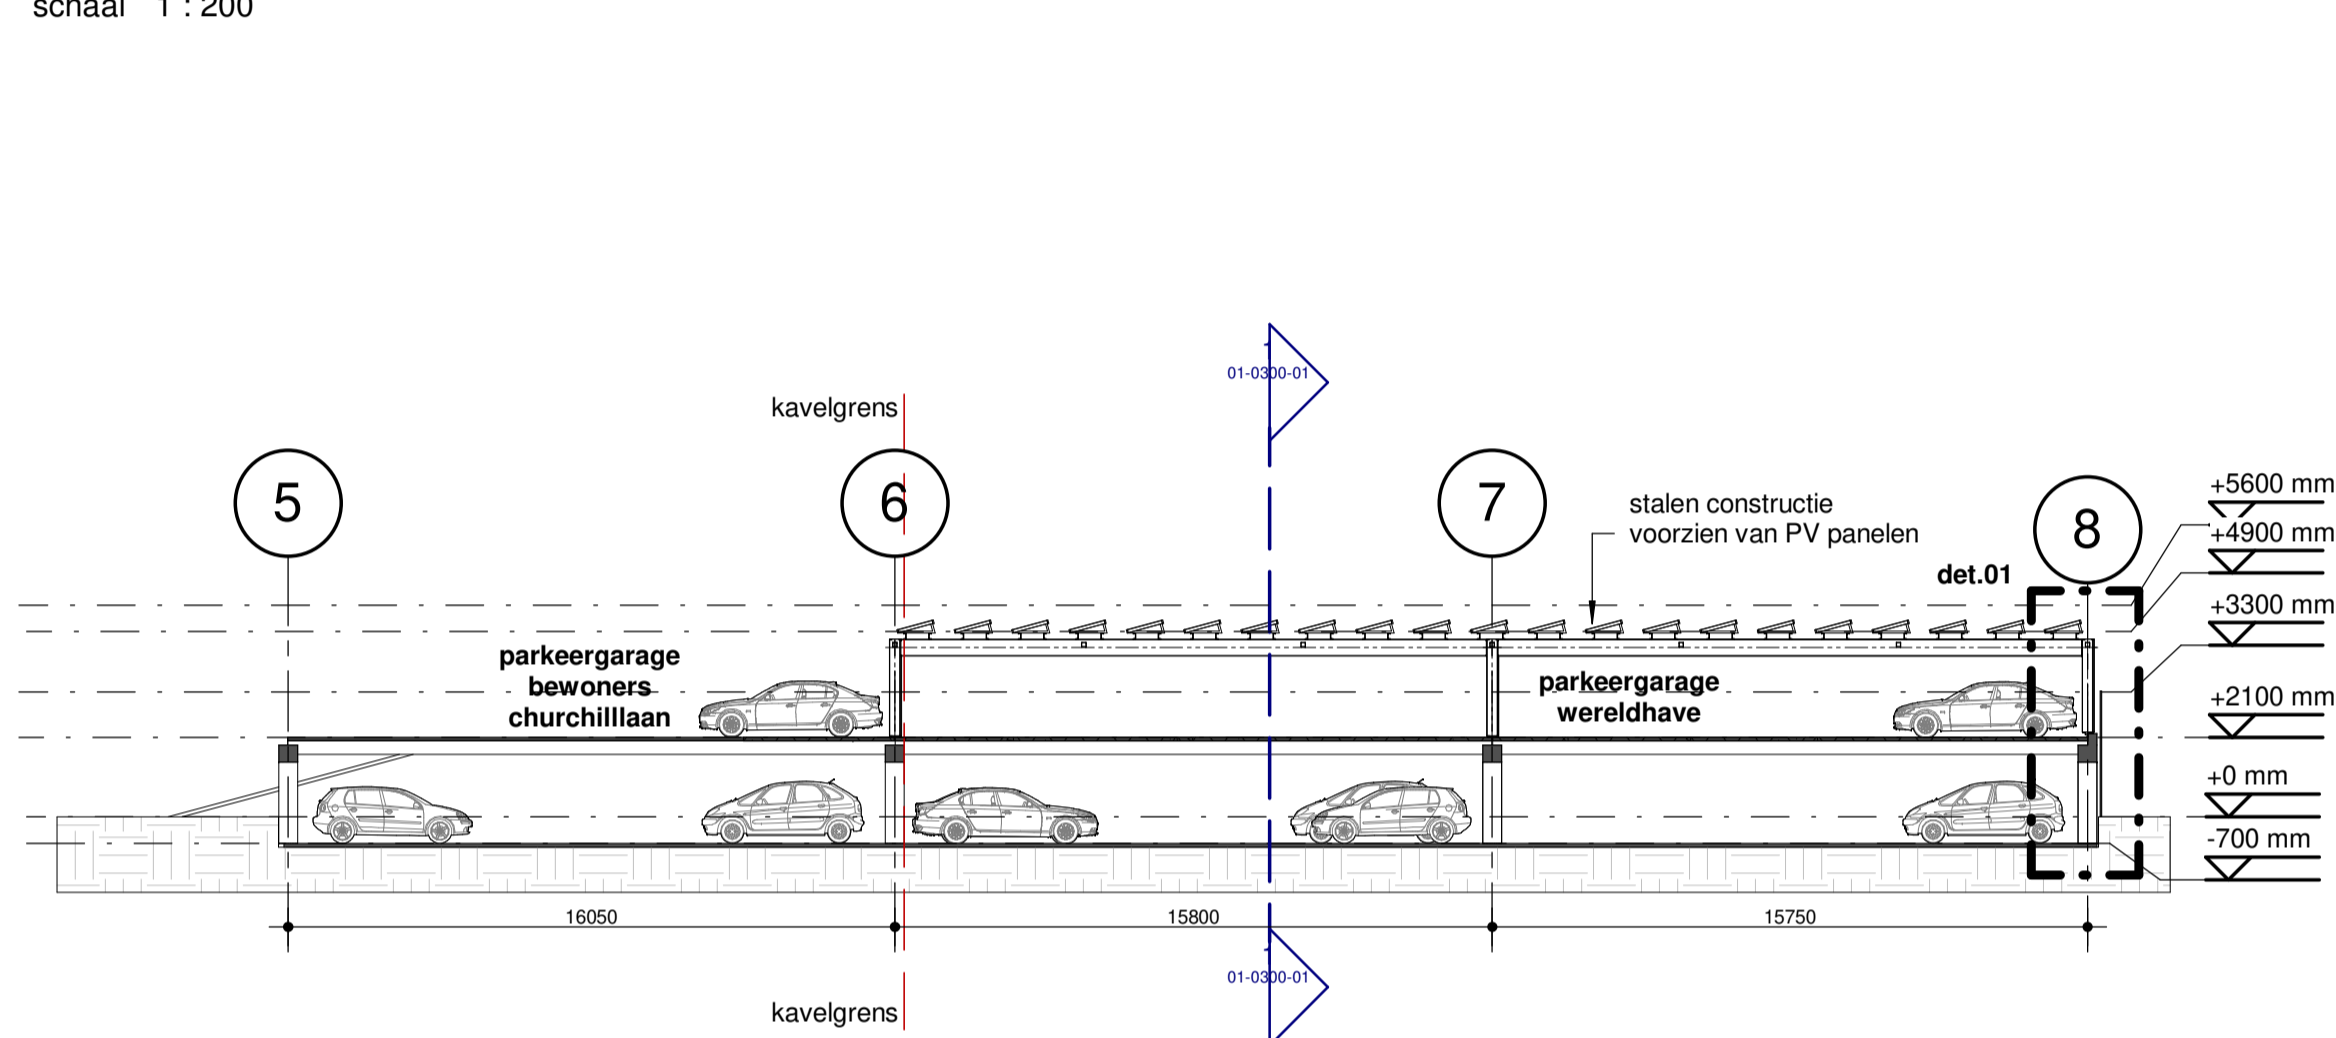 schaal 1 : 200
01-0300-01
kavelgrens
5
6
7
8
stalen constructie
voorzien van PV panelen
det.01
+5600 mm
+4900 mm
+3300 mm
+2100 mm
+0 mm
-700 mm
parkeergarage
bewoners
churchilllaan
parkeergarage
wereldhave
16050
15800
15750
01-0300-01
kavelgrens